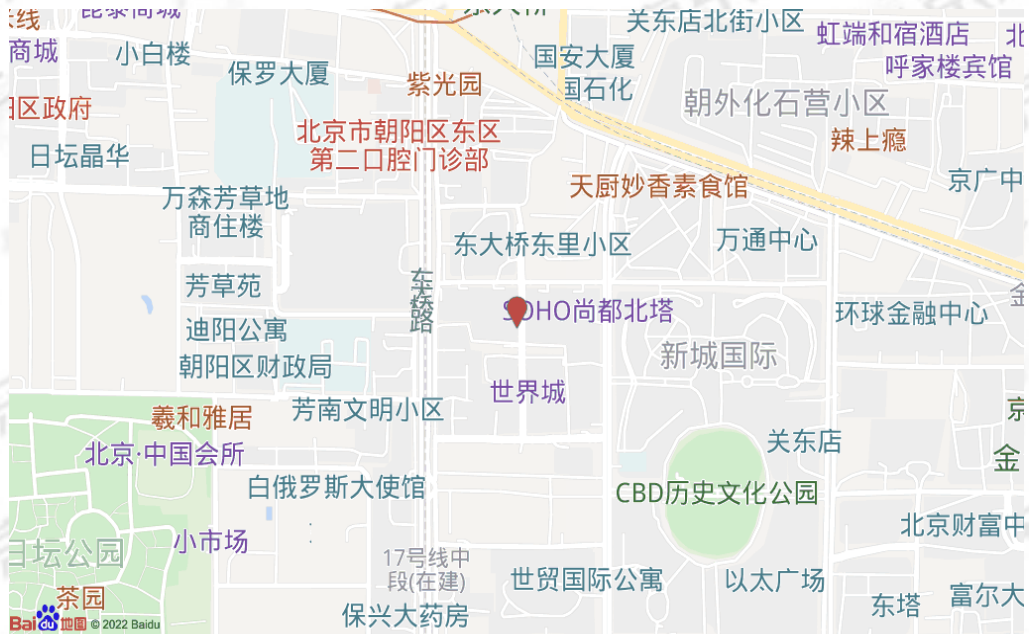 关东店北街小区
虹端和宿酒店
商城
小白楼
国安大厦
呼家楼宾馆
保罗大厦
紫光园
国石化
朝外化石营小区
区政府
北京市朝阳区东区
第二口腔门诊部
辣上瘾
日坛晶华
天厨妙香素食馆
京广中
万森芳草地
商住楼
东大桥东里小区
万通中心
东大桥路
芳草苑
SOHO尚都北塔
环球金融中心
迪阳公寓
新城国际
朝阳区财政局
世界城
羲和雅居
芳南文明小区
关东店
北京·中国会所
金
白俄罗斯大使馆
CBD历史文化公园
北京财富中
小市场
日坛公园
17号线中
段(在建)
世贸国际公寓
以太广场
茶园
保兴大药房
东塔
富尔大
Baidu地图 © 2022 Baidu